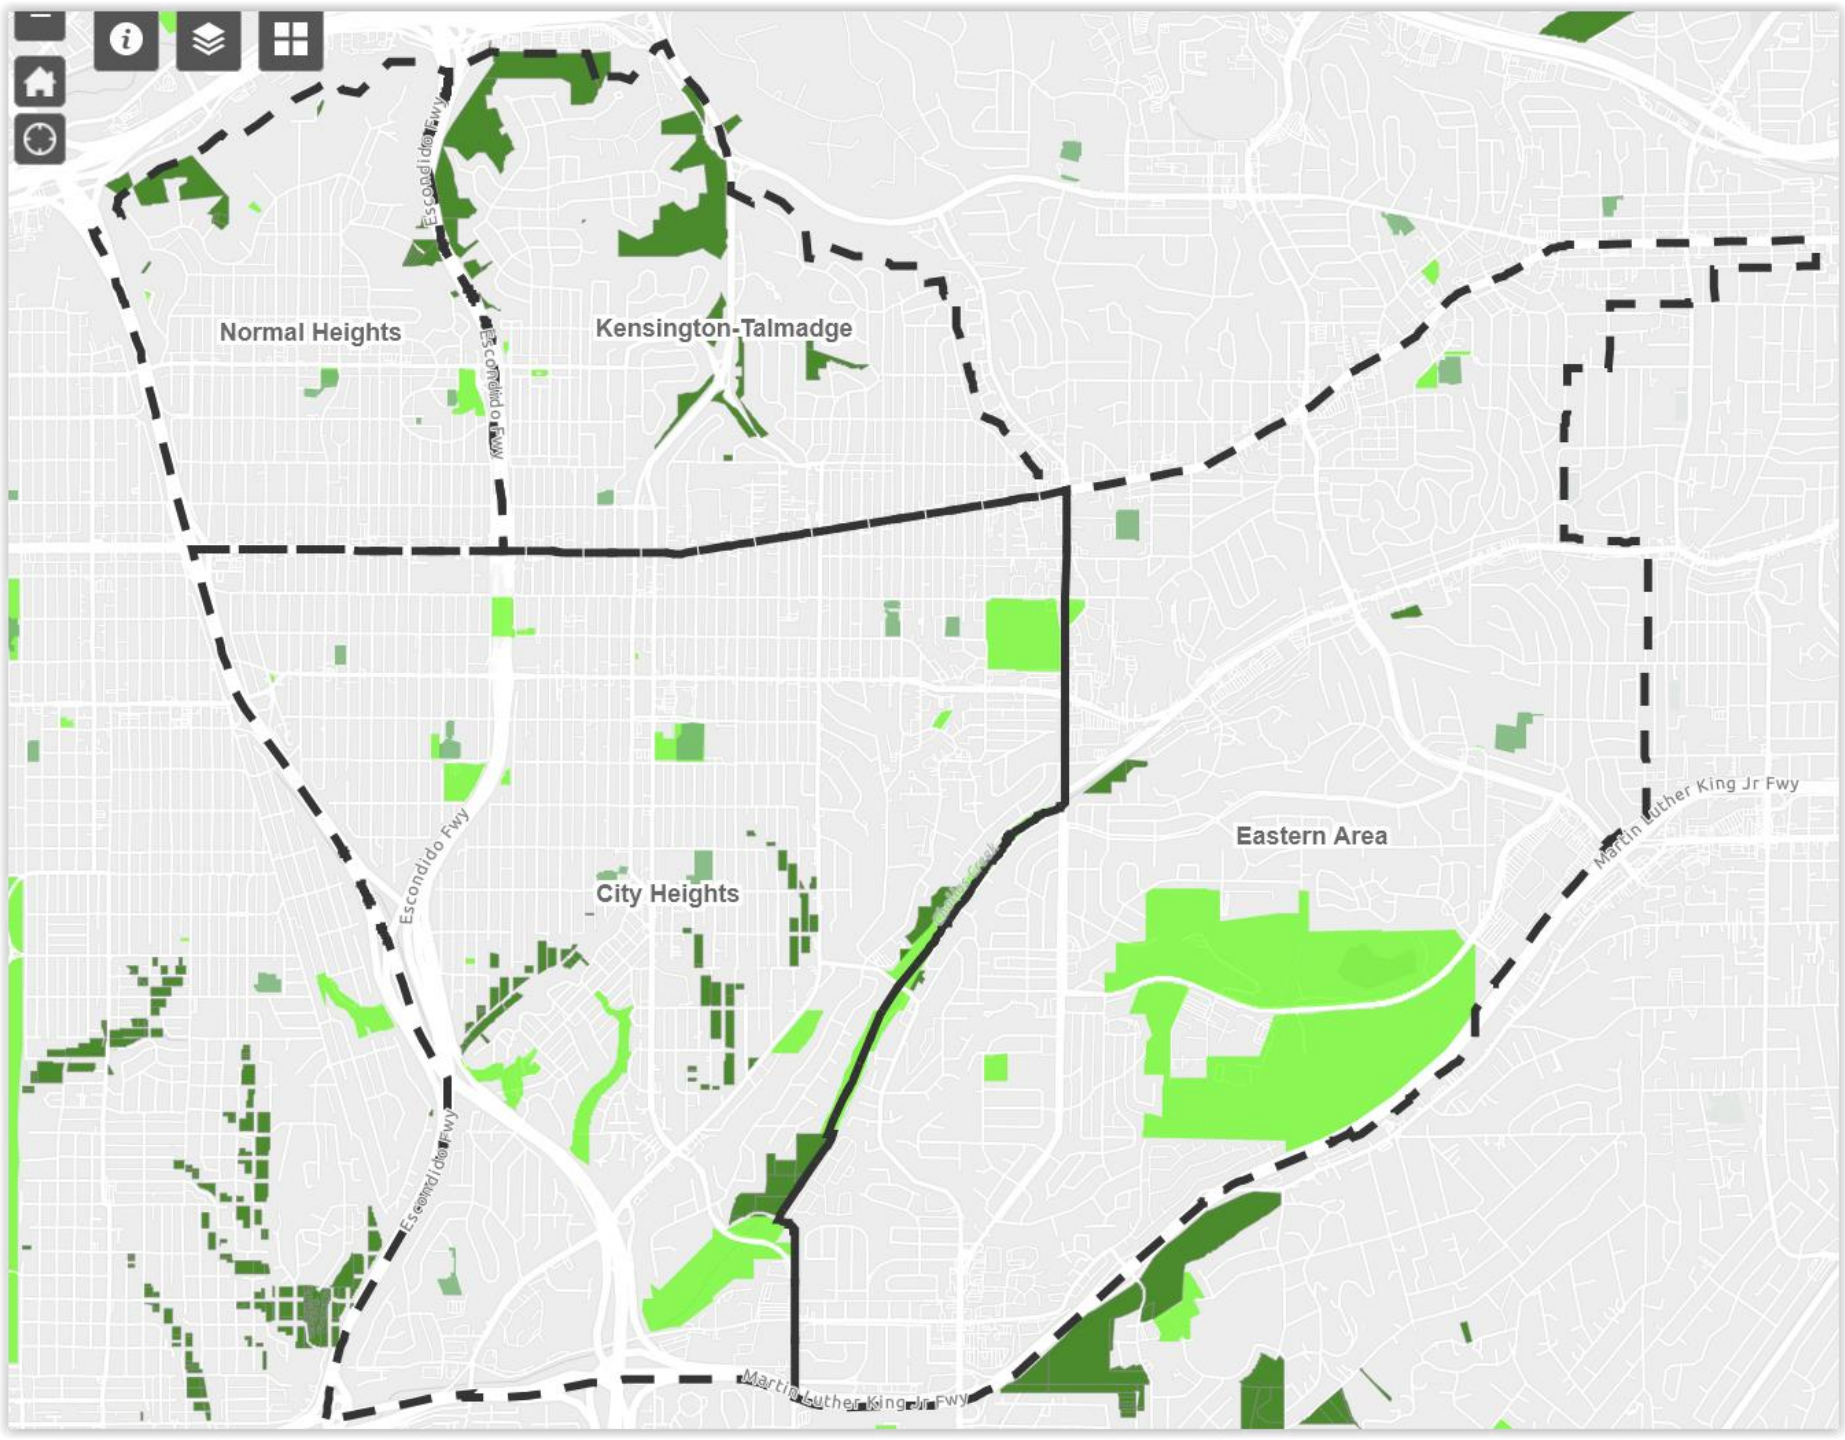 i
Escondido Fwy
Normal Heights
Kensington-Talmadge
Escondido Fwy
Martin Luther King Jr Fwy
Eastern Area
Escondido Fwy
City Heights
Creek
Escondido Fwy
Martin Luther King Jr Fwy